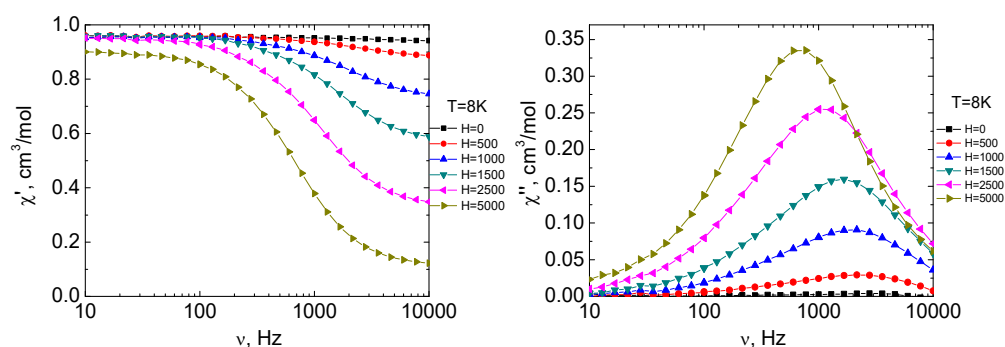 1.0
0.8
0.6
0.4
0.2
0.0
χ', cm³/mol
10
100
1000
10000
ν, Hz
T=8K
H=0
H=500
H=1000
H=1500
H=2500
H=5000
0.35
0.30
0.25
0.20
0.15
0.10
0.05
0.00
χ", cm³/mol
10
100
1000
10000
ν, Hz
T=8K
H=0
H=500
H=1000
H=1500
H=2500
H=5000